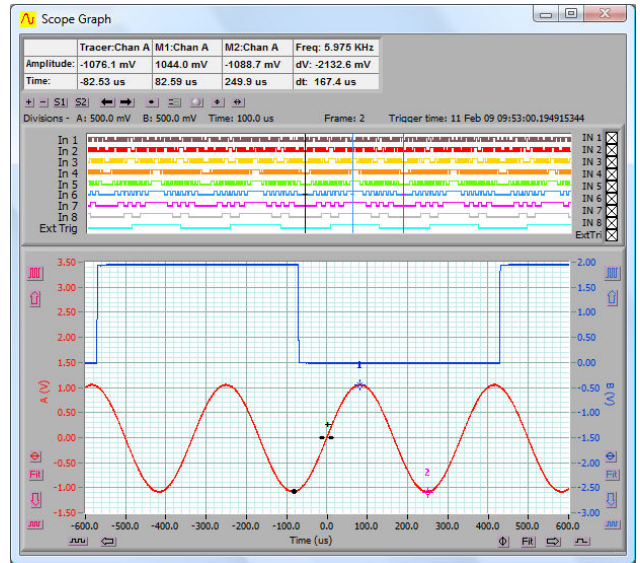 Scope Graph
Tracer:Chan A M1:Chan A M2:Chan A Freq: 5.975 KHz
Amplitude: -1076.1 mV 1044.0 mV -1088.7 mV dV: -2132.6 mV
Time: -82.53 us 82.59 us 249.9 us dt: 167.4 us
+ - S1 S2
Divisions - A: 500.0 mV B: 500.0 mV Time: 100.0 us Frame: 2 Trigger time: 11 Feb 09 09:53:00.194915344
In 1 IN 1
In 2 IN 2
In 3 IN 3
In 4 IN 4
In 5 IN 5
In 6 IN 6
In 7 IN 7
In 8 IN 8
Ext Trig ExtTri
3.50 2.00
3.00 1.50
2.50 1.00
2.00 0.50
1.50 0.00
1.00 -0.50
0.50 -1.00
0.00 -1.50
-0.50 -2.00
-1.00 -2.50
-1.50 -3.00
A (V)
B (V)
1
2
Fit Fit
-600.0 -500.0 -400.0 -300.0 -200.0 -100.0 0.0 100.0 200.0 300.0 400.0 500.0 600.0
Time (us)
Fit